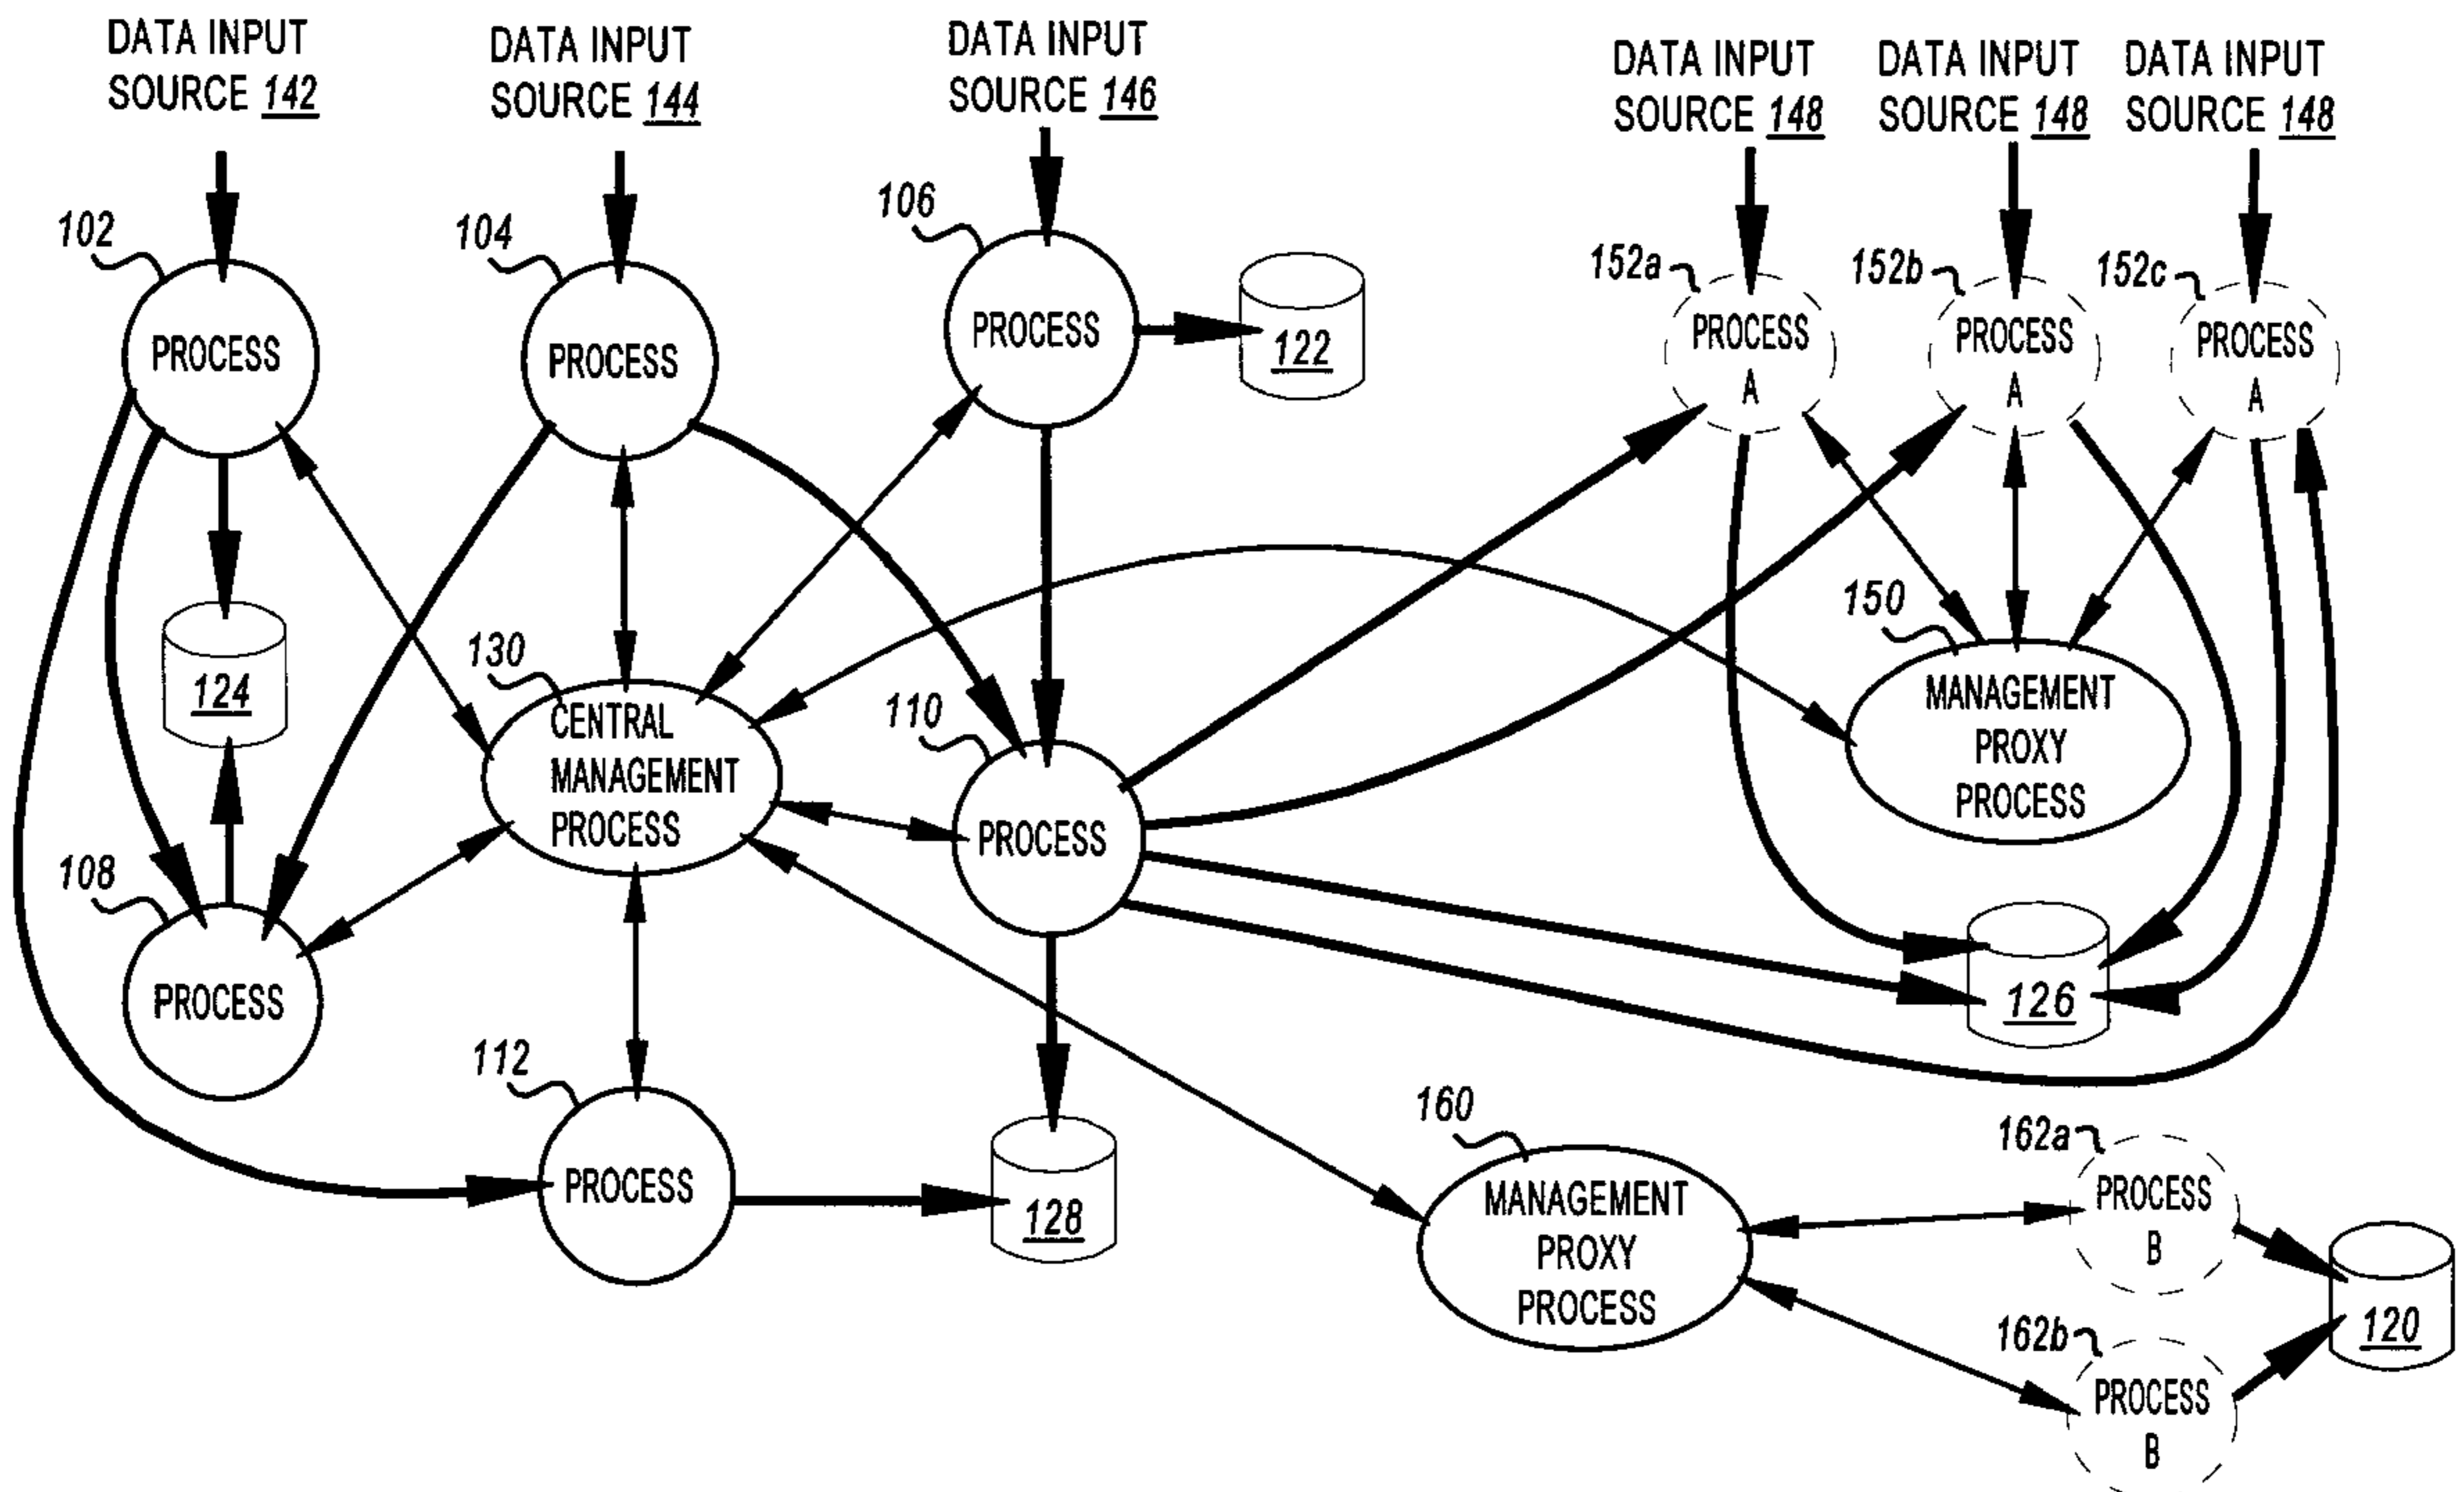 DATA INPUT
SOURCE 142
DATA INPUT
SOURCE 144
DATA INPUT
SOURCE 146
DATA INPUT
SOURCE 148
DATA INPUT
SOURCE 148
DATA INPUT
SOURCE 148
102
PROCESS
104
PROCESS
106
PROCESS
122
152a
PROCESS
A
152b
PROCESS
A
152c
PROCESS
A
124
130
CENTRAL
MANAGEMENT
PROCESS
110
PROCESS
150
MANAGEMENT
PROXY
PROCESS
108
PROCESS
126
112
PROCESS
128
160
MANAGEMENT
PROXY
PROCESS
162a
PROCESS
B
162b
PROCESS
B
120